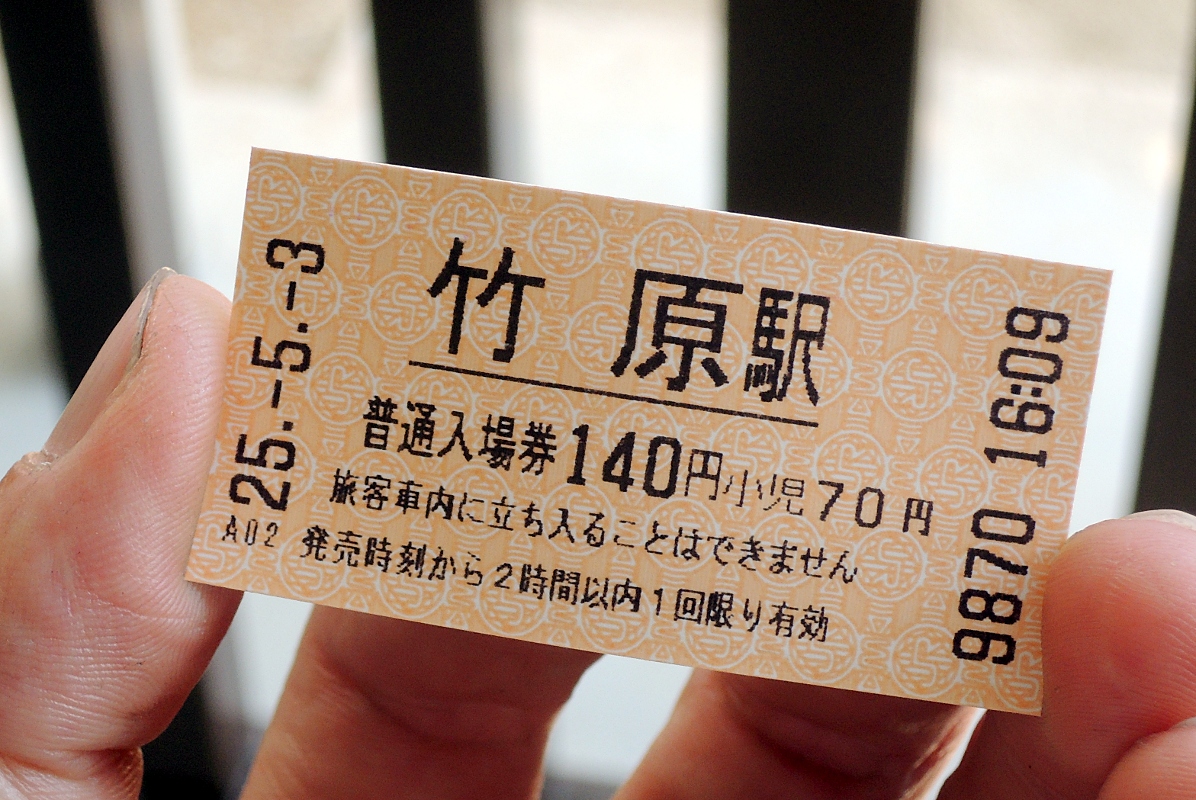 竹原駅
普通入場券140円小児70円
旅客車内に立ち入ることはできません
発売時刻から2時間以内1回限り有効
A02
25.-5.-3
9870 16:09